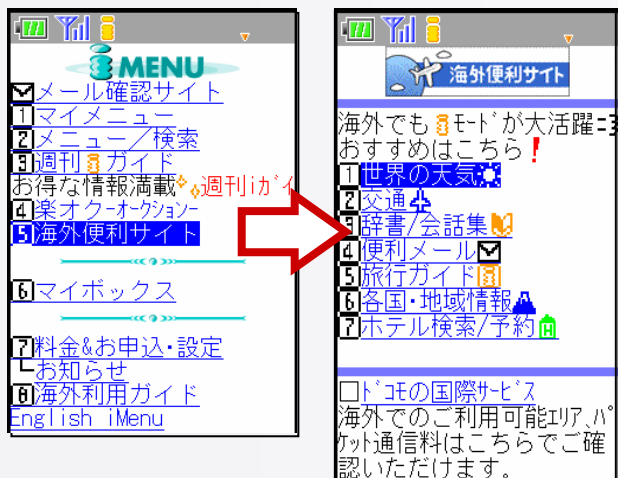 MENU
メール確認サイト
1マイメニュー
2メニュー／検索
3週刊iガイド
お得な情報満載 週刊iガイ
4楽オク-オークション-
5海外便利サイト
6マイボックス
7料金&お申込・設定
└お知らせ
0海外利用ガイド
English iMenu
海外便利サイト
海外でもiモードが大活躍
おすすめはこちら!
1世界の天気
2交通
3辞書/会話集
4便利メール
5旅行ガイド
6各国・地域情報
7ホテル検索/予約
□ドコモの国際サービス
海外でのご利用可能エリア、パ
ケット通信料はこちらでご確
認いただけます。